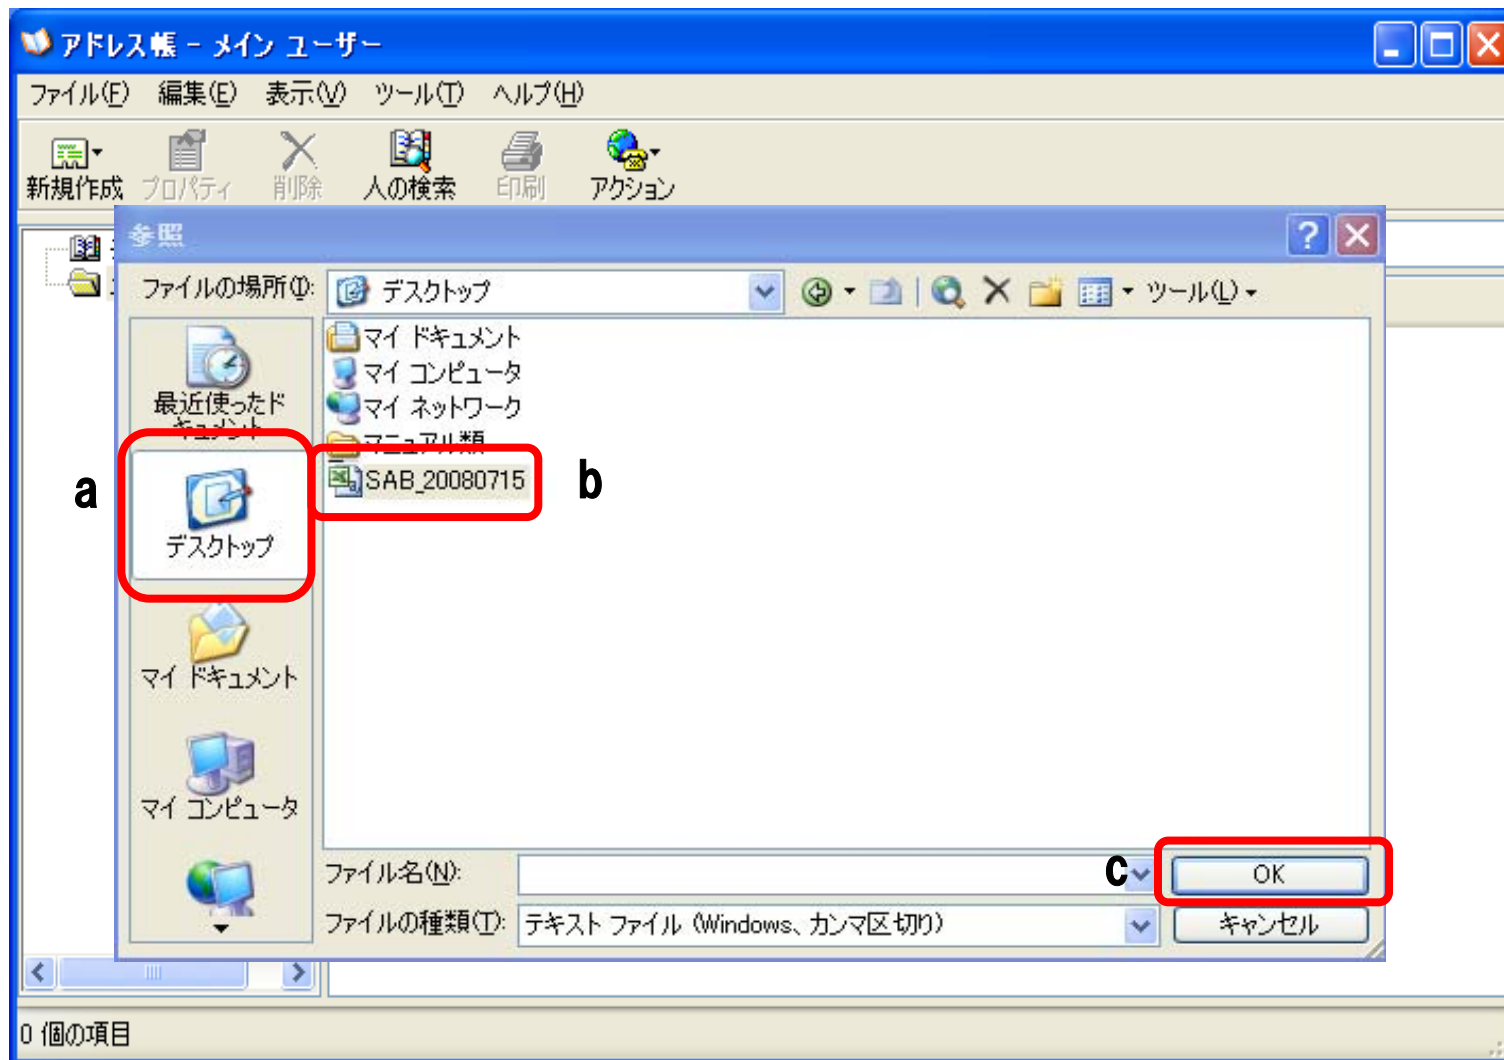 アドレス帳 - メイン ユーザー
ファイル(F) 編集(E) 表示(V) ツール(T) ヘルプ(H)
新規作成 プロパティ 削除 人の検索 印刷 アクション
参照
ファイルの場所(I): デスクトップ ツール(L)
最近使ったド
キュメント
デスクトップ
マイ ドキュメント
マイ コンピュータ
マイ ドキュメント
マイ コンピュータ
マイ ネットワーク
マニュアル類
SAB_20080715
a
b
ファイル名(N):
c
OK
ファイルの種類(T): テキスト ファイル (Windows、カンマ区切り)
キャンセル
0 個の項目